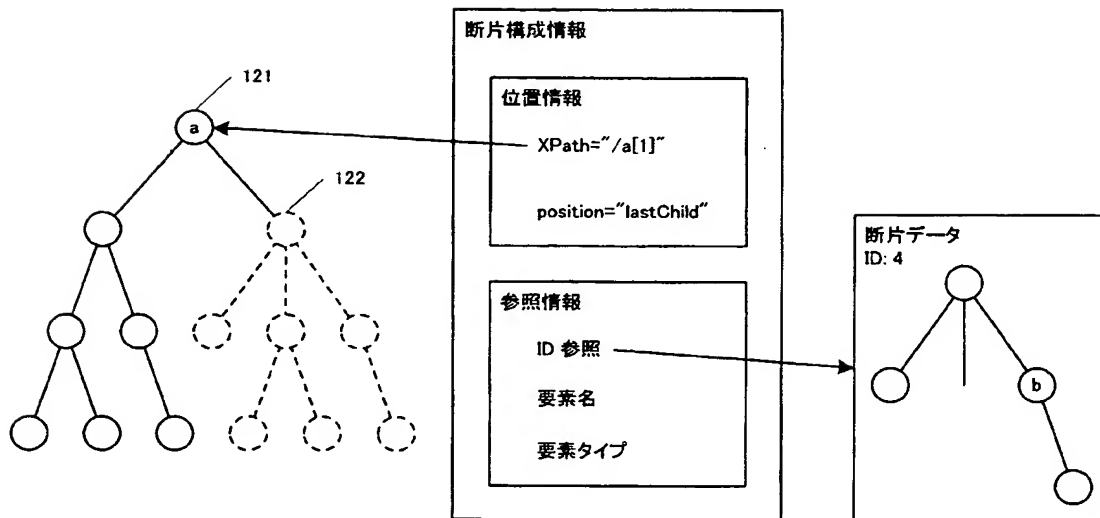 断片構成情報
121
位置情報
a
XPath="/a[1]"
122
position="lastChild"
断片データ
ID: 4
参照情報
ID 参照
b
要素名
要素タイプ